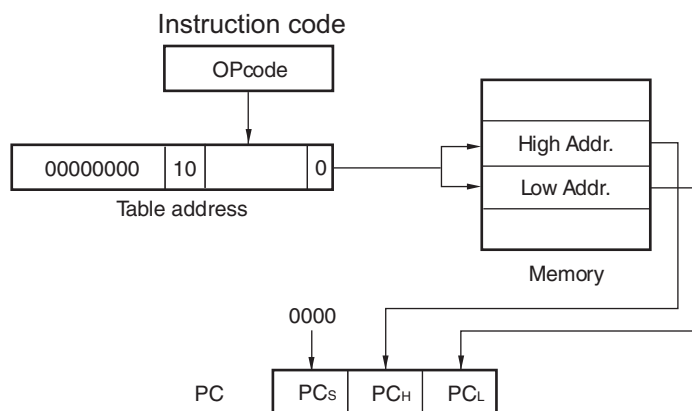 Instruction code
OPcode
00000000 10 0
Table address
High Addr.
Low Addr.
Memory
0000
PC PCS PCH PCL